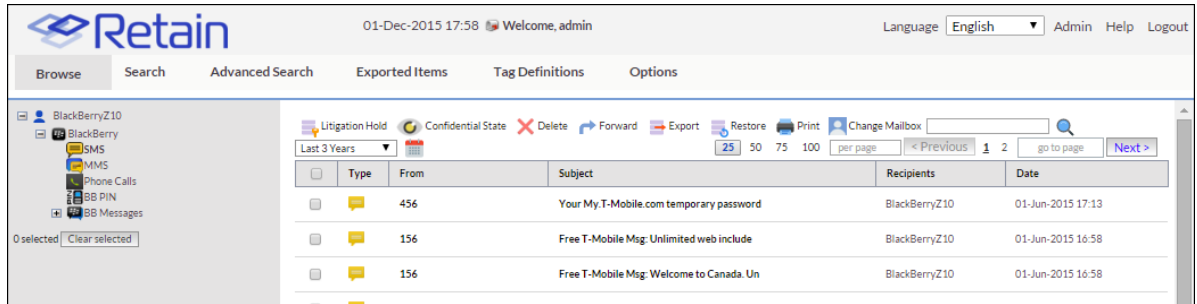 Retain
01-Dec-2015 17:58 Welcome, admin
Language English Admin Help Logout
Browse Search Advanced Search Exported Items Tag Definitions Options
BlackBerryZ10
BlackBerry
SMS
MMS
Phone Calls
BB PIN
BB Messages
0 selected Clear selected
Litigation Hold Confidential State Delete Forward Export Restore Print Change Mailbox
Last 3 Years 25 50 75 100 per page < Previous 1 2 go to page Next >
Type From Subject Recipients Date
456 Your My.T-Mobile.com temporary password BlackBerryZ10 01-Jun-2015 17:13
156 Free T-Mobile Msg: Unlimited web include BlackBerryZ10 01-Jun-2015 16:58
156 Free T-Mobile Msg: Welcome to Canada. Un BlackBerryZ10 01-Jun-2015 16:58